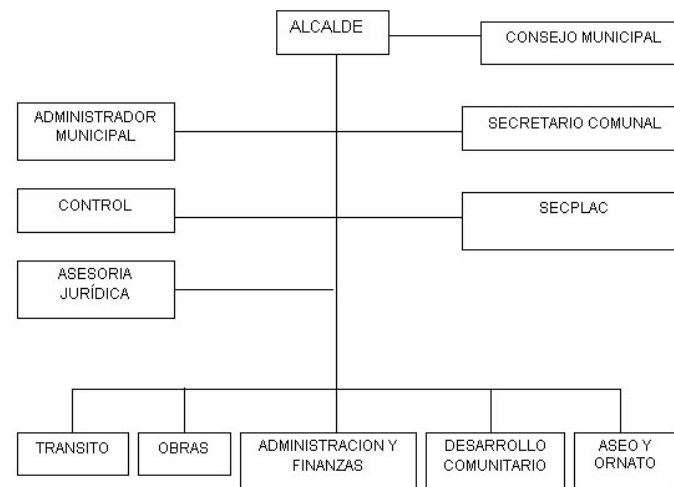 ALCALDE
CONSEJO MUNICIPAL
ADMINISTRADOR
MUNICIPAL
SECRETARIO COMUNAL
CONTROL
SECPLAC
ASESORIA
JURÍDICA
TRANSITO
OBRAS
ADMINISTRACION Y
FINANZAS
DESARROLLO
COMUNITARIO
ASEO Y
ORNATO